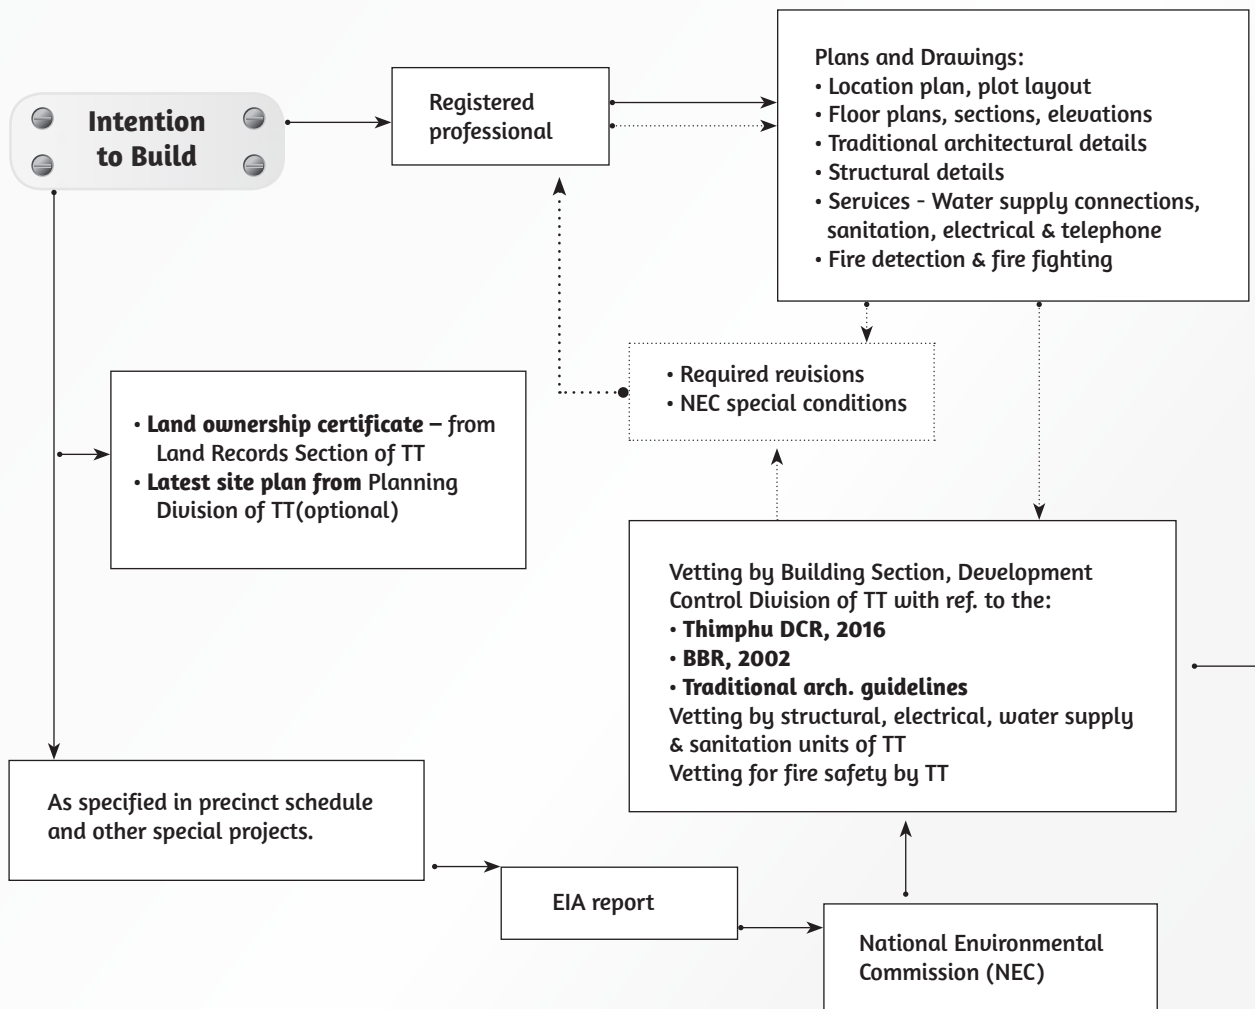 Intention
to Build
Registered
professional
Plans and Drawings:
• Location plan, plot layout
• Floor plans, sections, elevations
• Traditional architectural details
• Structural details
• Services - Water supply connections,
sanitation, electrical & telephone
• Fire detection & fire fighting
• Required revisions
• NEC special conditions
• Land ownership certificate – from
Land Records Section of TT
• Latest site plan from Planning
Division of TT(optional)
Vetting by Building Section, Development
Control Division of TT with ref. to the:
• Thimphu DCR, 2016
• BBR, 2002
• Traditional arch. guidelines
Vetting by structural, electrical, water supply
& sanitation units of TT
Vetting for fire safety by TT
As specified in precinct schedule
and other special projects.
EIA report
National Environmental
Commission (NEC)